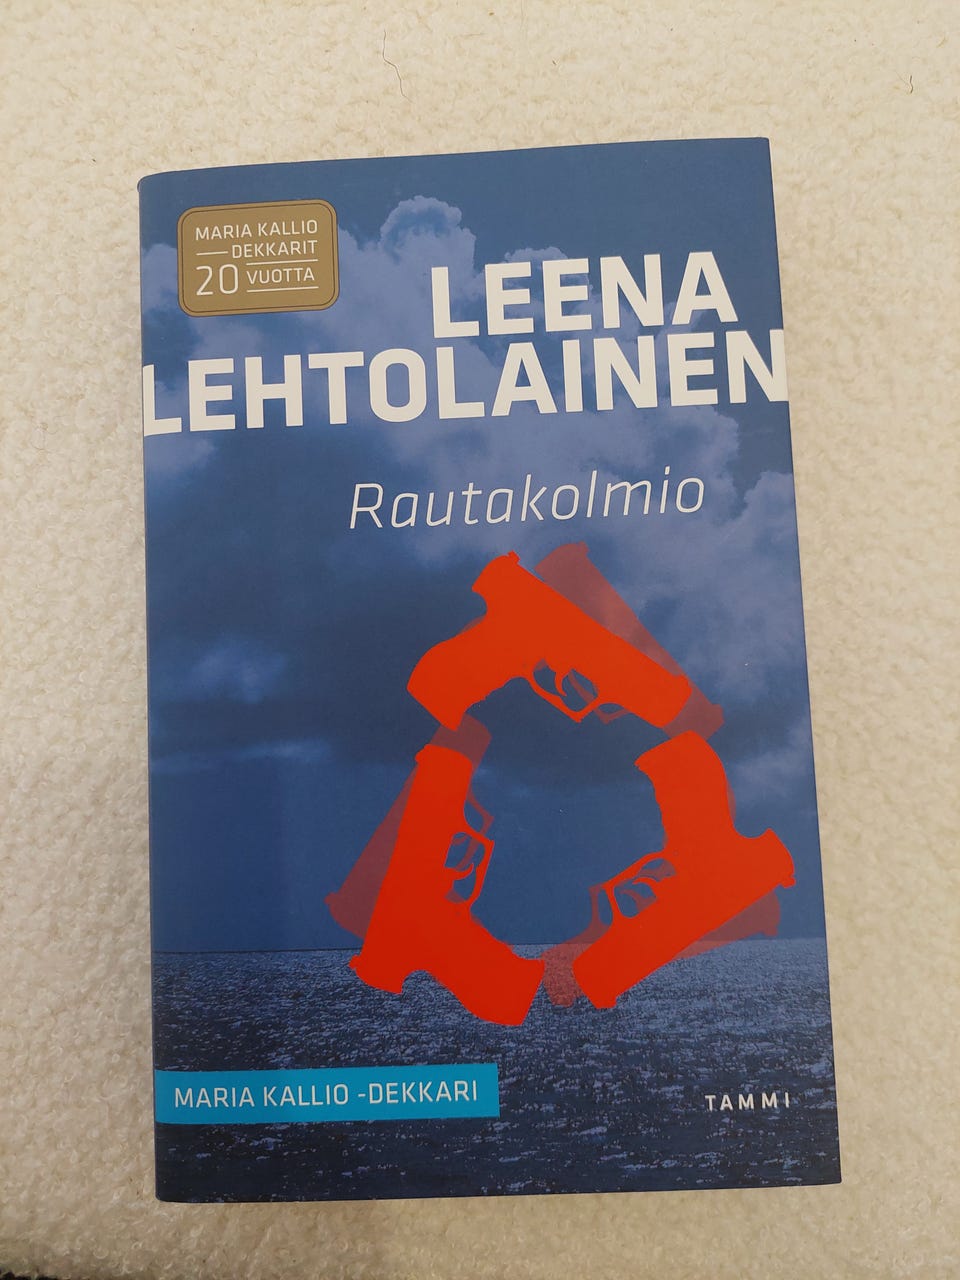 MARIA KALLIO
DEKKARIT
20 VUOTTA
LEENA
LEHTOLAINEN
Rautakolmio
MARIA KALLIO -DEKKARI
TAMMI